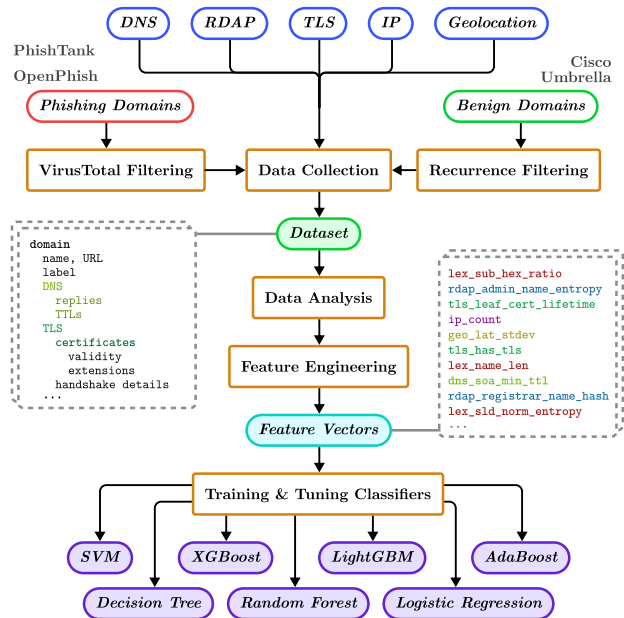 DNS
RDAP
TLS
IP
Geolocation
PhishTank
OpenPhish
Cisco
Umbrella
Phishing Domains
Benign Domains
VirusTotal Filtering
Data Collection
Recurrence Filtering
Dataset
domain
name, URL
label
DNS
replies
TTLs
TLS
certificates
validity
extensions
handshake details
...
Data Analysis
Feature Engineering
Feature Vectors
lex_sub_hex_ratio
rdap_admin_name_entropy
tls_leaf_cert_lifetime
ip_count
geo_lat_stdev
tls_has_tls
lex_name_len
dns_soa_min_ttl
rdap_registrar_name_hash
lex_sld_norm_entropy
...
Training & Tuning Classifiers
SVM
XGBoost
LightGBM
AdaBoost
Decision Tree
Random Forest
Logistic Regression